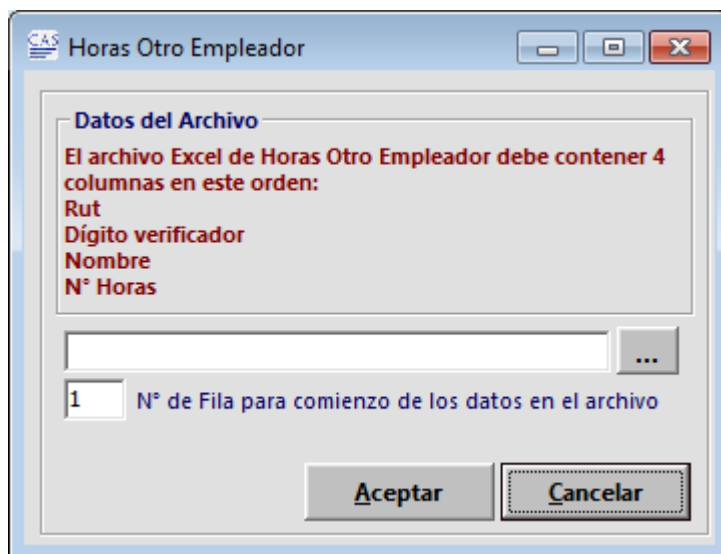 CAS
Horas Otro Empleador
Datos del Archivo
El archivo Excel de Horas Otro Empleador debe contener 4
columnas en este orden:
Rut
Dígito verificador
Nombre
N° Horas
...
1 N° de Fila para comienzo de los datos en el archivo
Aceptar Cancelar